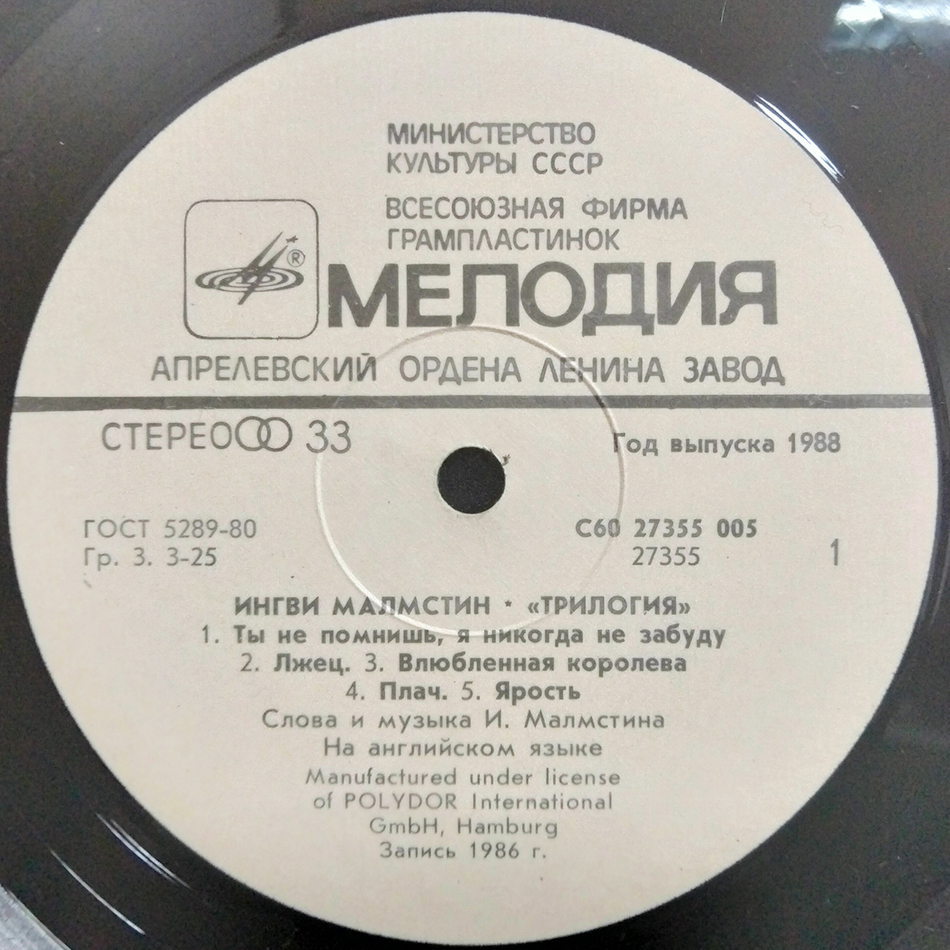 МИНИСТЕРСТВО
КУЛЬТУРЫ СССР
ВСЕСОЮЗНАЯ ФИРМА
ГРАМПЛАСТИНОК
®
МЕЛОДИЯ
АПРЕЛЕВСКИЙ ОРДЕНА ЛЕНИНА ЗАВОД
СТЕРЕО 33
Год выпуска 1988
ГОСТ 5289-80
Гр. 3. 3-25
С60 27355 005
27355
1
ИНГВИ МАЛМСТИН * «ТРИЛОГИЯ»
1. Ты не помнишь, я никогда не забуду
2. Лжец. 3. Влюбленная королева
4. Плач. 5. Ярость
Слова и музыка И. Малмстина
На английском языке
Manufactured under license
of POLYDOR International
GmbH, Hamburg
Запись 1986 г.